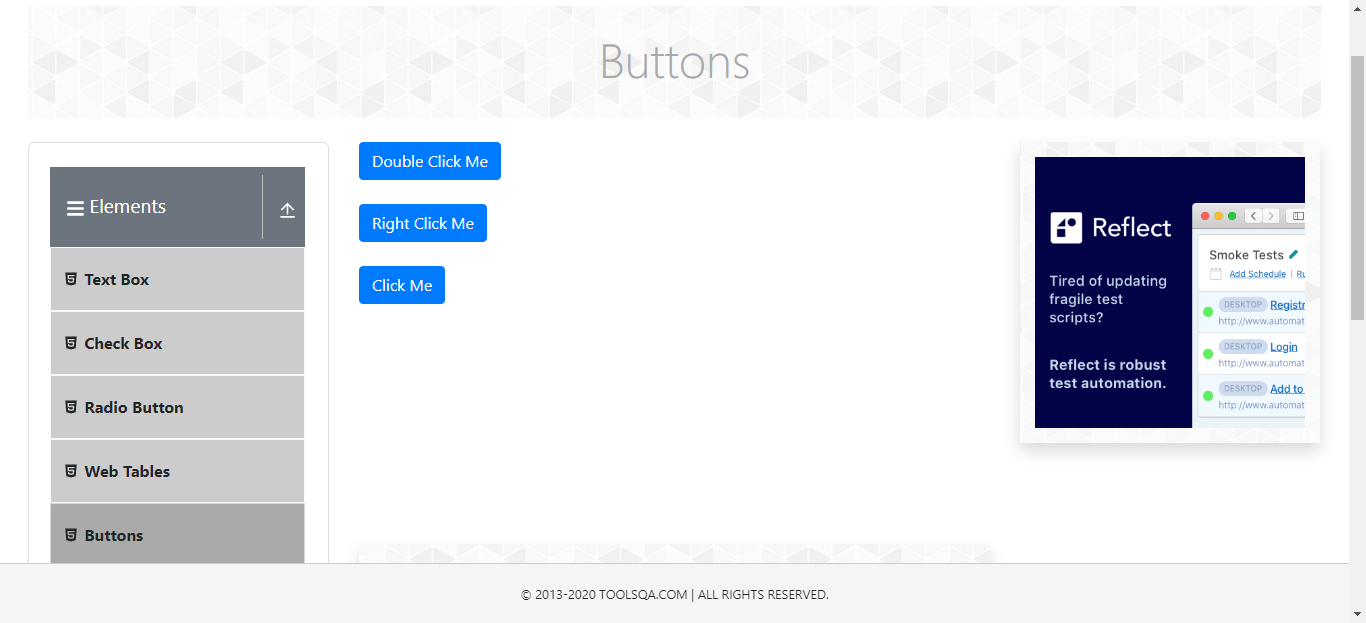 Buttons
Elements
Text Box
Check Box
Radio Button
Web Tables
Buttons
Double Click Me
Right Click Me
Click Me
Reflect
Tired of updating
fragile test
scripts?
Reflect is robust
test automation.
Smoke Tests
Add Schedule | Ru
DESKTOP Registr
http://www.automat
DESKTOP Login
http://www.automat
DESKTOP Add to
http://www.automat
© 2013-2020 TOOLSQA.COM | ALL RIGHTS RESERVED.